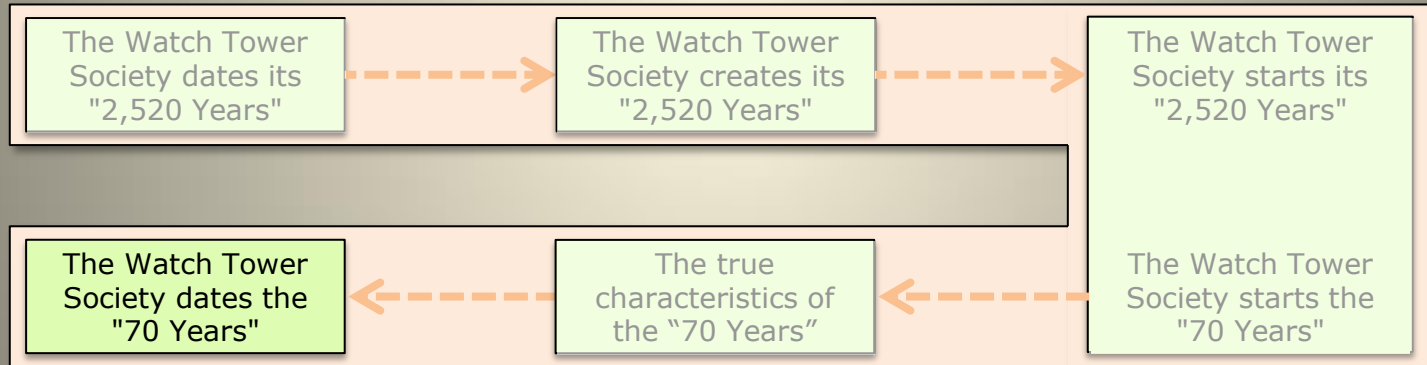 The Watch Tower
Society dates its
"2,520 Years"
The Watch Tower
Society creates its
"2,520 Years"
The Watch Tower
Society starts its
"2,520 Years"
The Watch Tower
Society dates the
"70 Years"
The true
characteristics of
the “70 Years”
The Watch Tower
Society starts the
"70 Years"